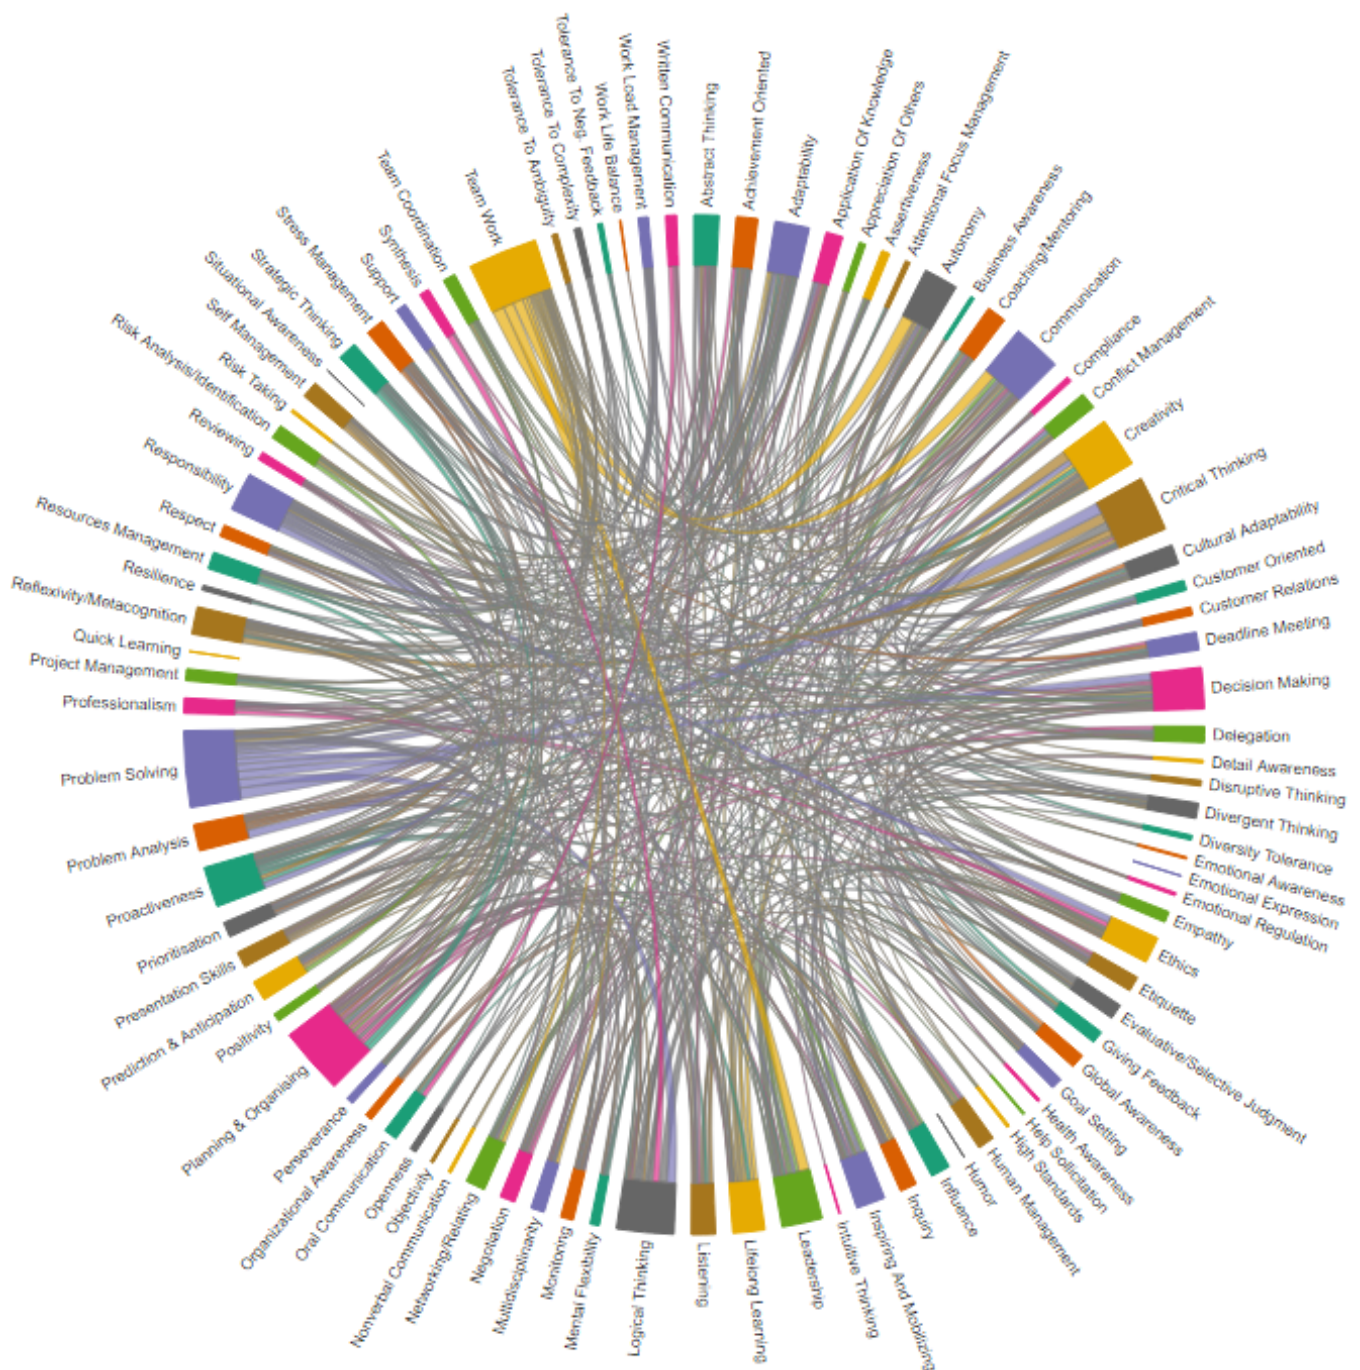 Abstract Thinking
Achievement Oriented
Adaptability
Application Of Knowledge
Appreciation Of Others
Assertiveness
Attentional Focus Management
Autonomy
Business Awareness
Coaching/Mentoring
Communication
Compliance
Conflict Management
Creativity
Critical Thinking
Cultural Adaptability
Customer Oriented
Customer Relations
Deadline Meeting
Decision Making
Delegation
Detail Awareness
Disruptive Thinking
Divergent Thinking
Diversity Tolerance
Emotional Awareness
Emotional Expression
Emotional Regulation
Empathy
Ethics
Etiquette
Evaluative/Selective Judgment
Giving Feedback
Global Awareness
Goal Setting
Health Awareness
Help Sollicitation
High Standards
Human Management
Humor
Influence
Inquiry
Inspiring And Mobilizing
Intuitive Thinking
Leadership
Lifelong Learning
Listening
Logical Thinking
Mental Flexibility
Monitoring
Multidisciplinarity
Negotiation
Networking/Relating
Nonverbal Communication
Objectivity
Openness
Oral Communication
Organizational Awareness
Perseverance
Planning & Organising
Positivity
Prediction & Anticipation
Presentation Skills
Prioritisation
Proactiveness
Problem Analysis
Problem Solving
Professionalism
Project Management
Quick Learning
Reflexivity/Metacognition
Resilience
Resources Management
Respect
Responsibility
Reviewing
Risk Analysis/Identification
Risk Taking
Self Management
Situational Awareness
Strategic Thinking
Stress Management
Support
Synthesis
Team Coordination
Team Work
Tolerance To Ambiguity
Tolerance To Complexity
Tolerance To Neg. Feedback
Work Life Balance
Work Load Management
Written Communication